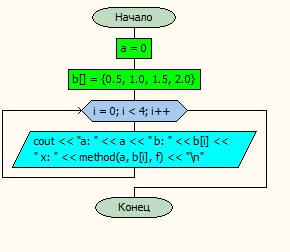 Начало
a = 0
b[] = {0.5, 1.0, 1.5, 2.0}
i = 0; i < 4; i++
cout << "a: " << a << " b: " << b[i] <<
" x: " << method(a, b[i], f) << "\n"
Конец